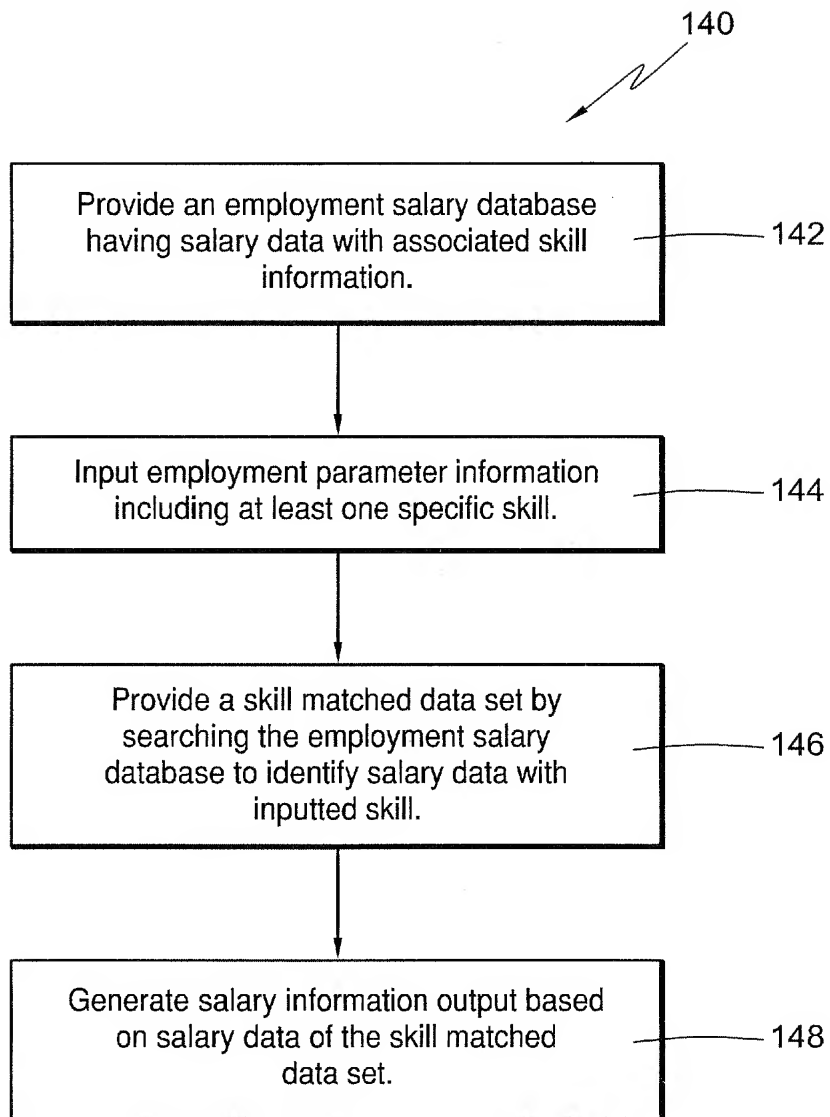 140
Provide an employment salary database
having salary data with associated skill
information.
142
Input employment parameter information
including at least one specific skill.
144
Provide a skill matched data set by
searching the employment salary
database to identify salary data with
inputted skill.
146
Generate salary information output based
on salary data of the skill matched
data set.
148